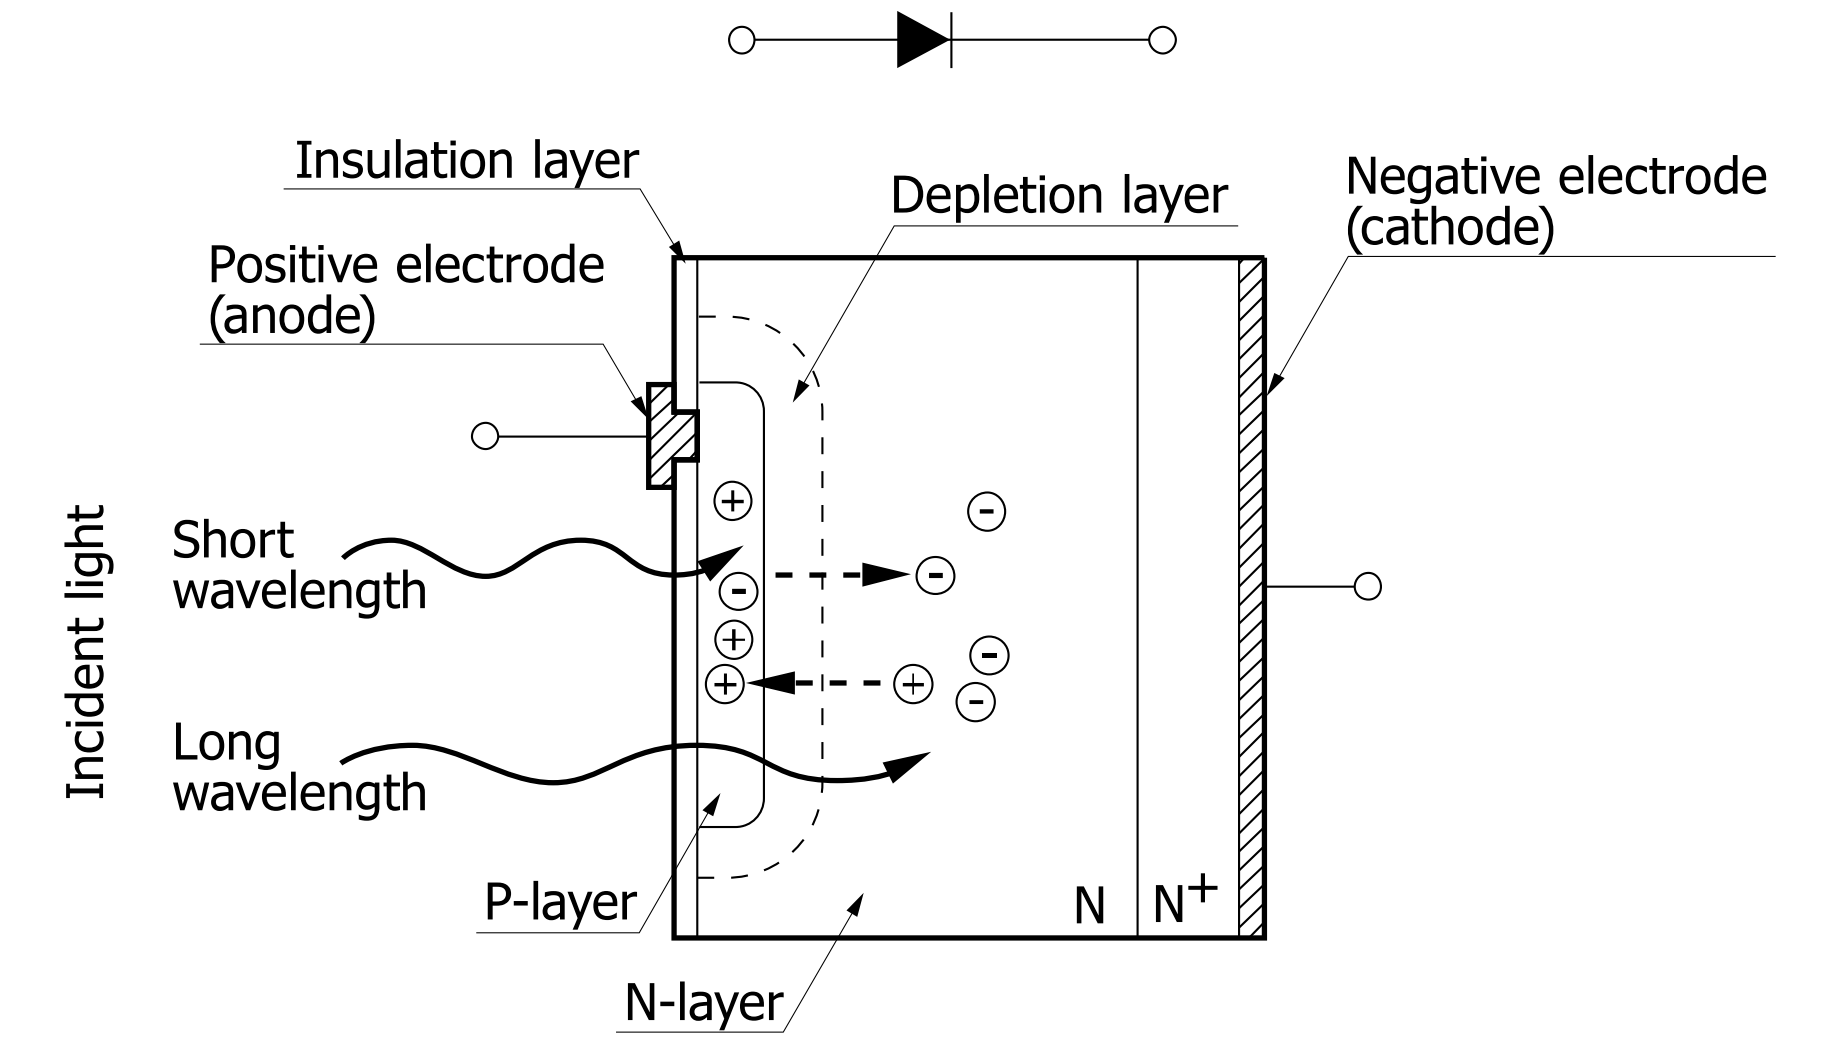 Insulation layer
Depletion layer
Negative electrode
(cathode)
Positive electrode
(anode)
+
-
Short
wavelength
-
-
+
-
+
+
-
Incident light
Long
wavelength
P-layer
N
N+
N-layer